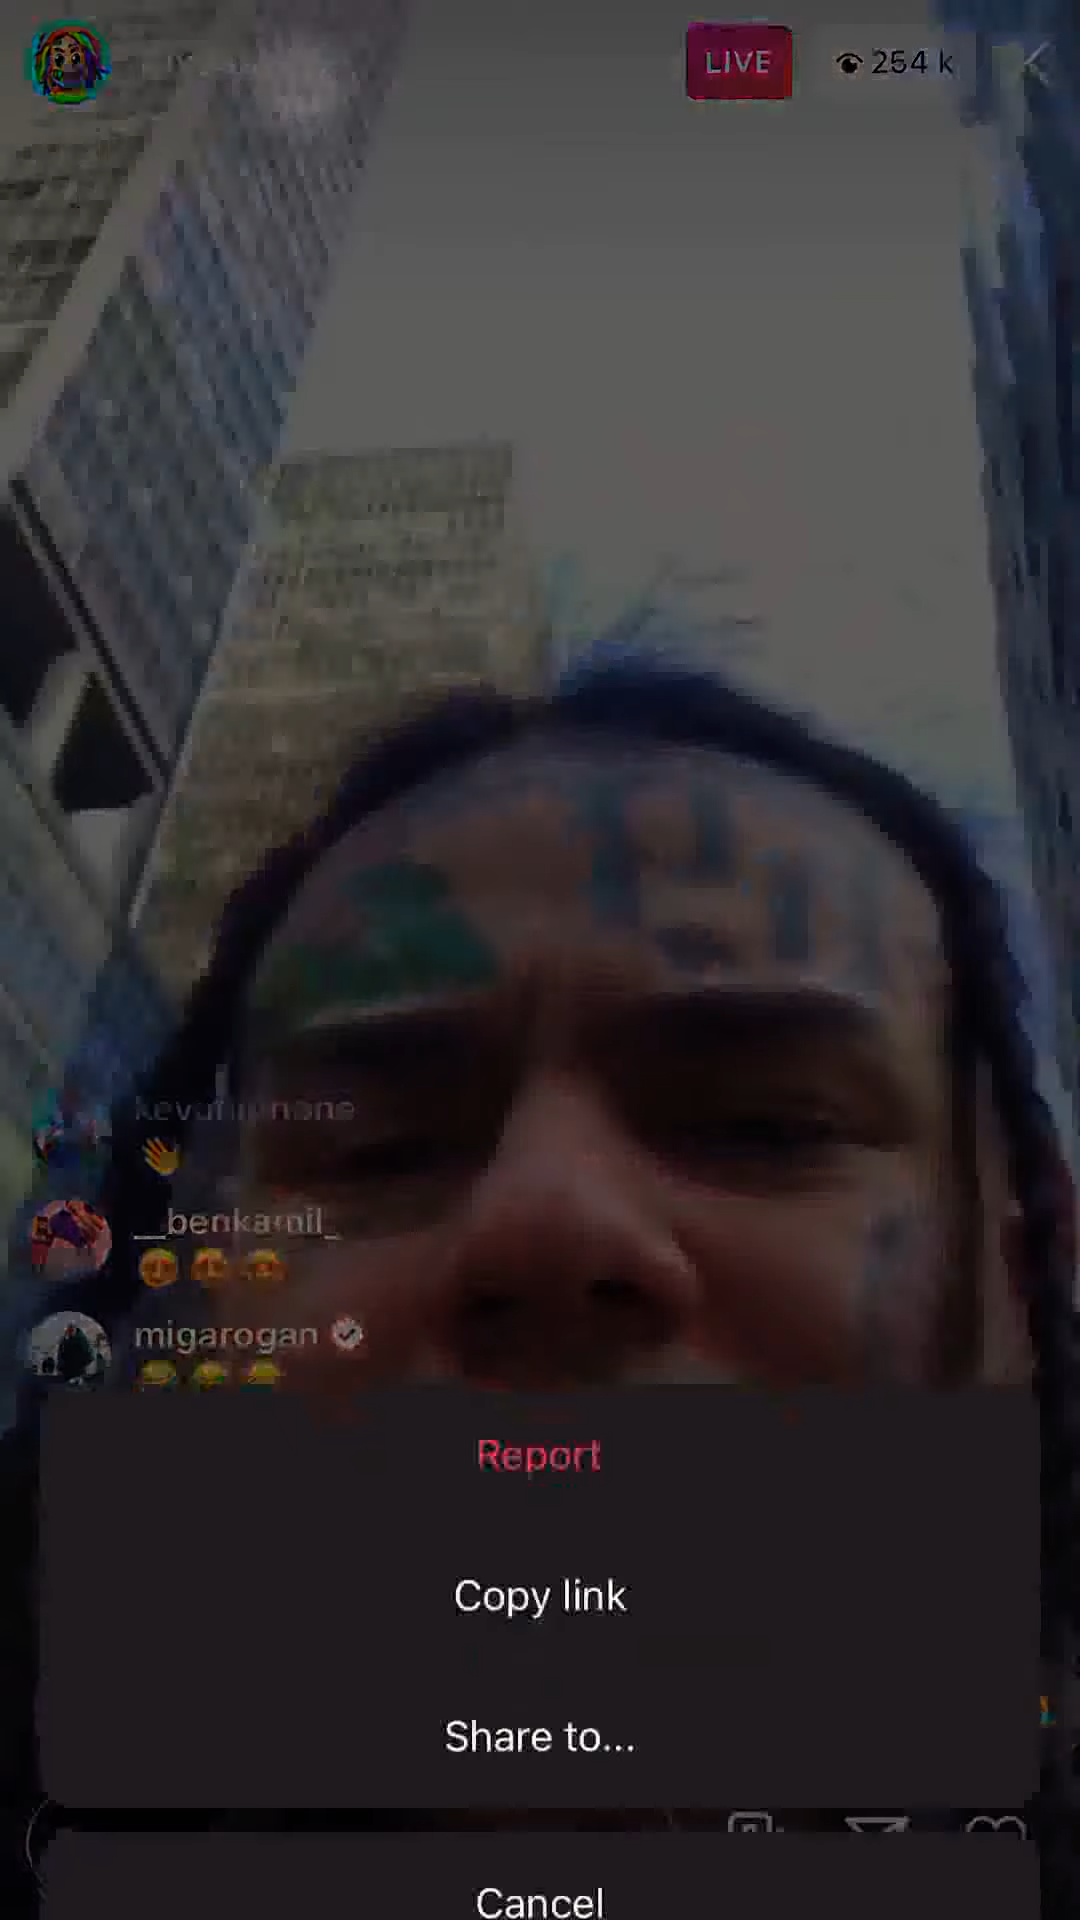 LIVE
254 k
__benkamil_
migarogan
Report
Copy link
Share to...
Cancel